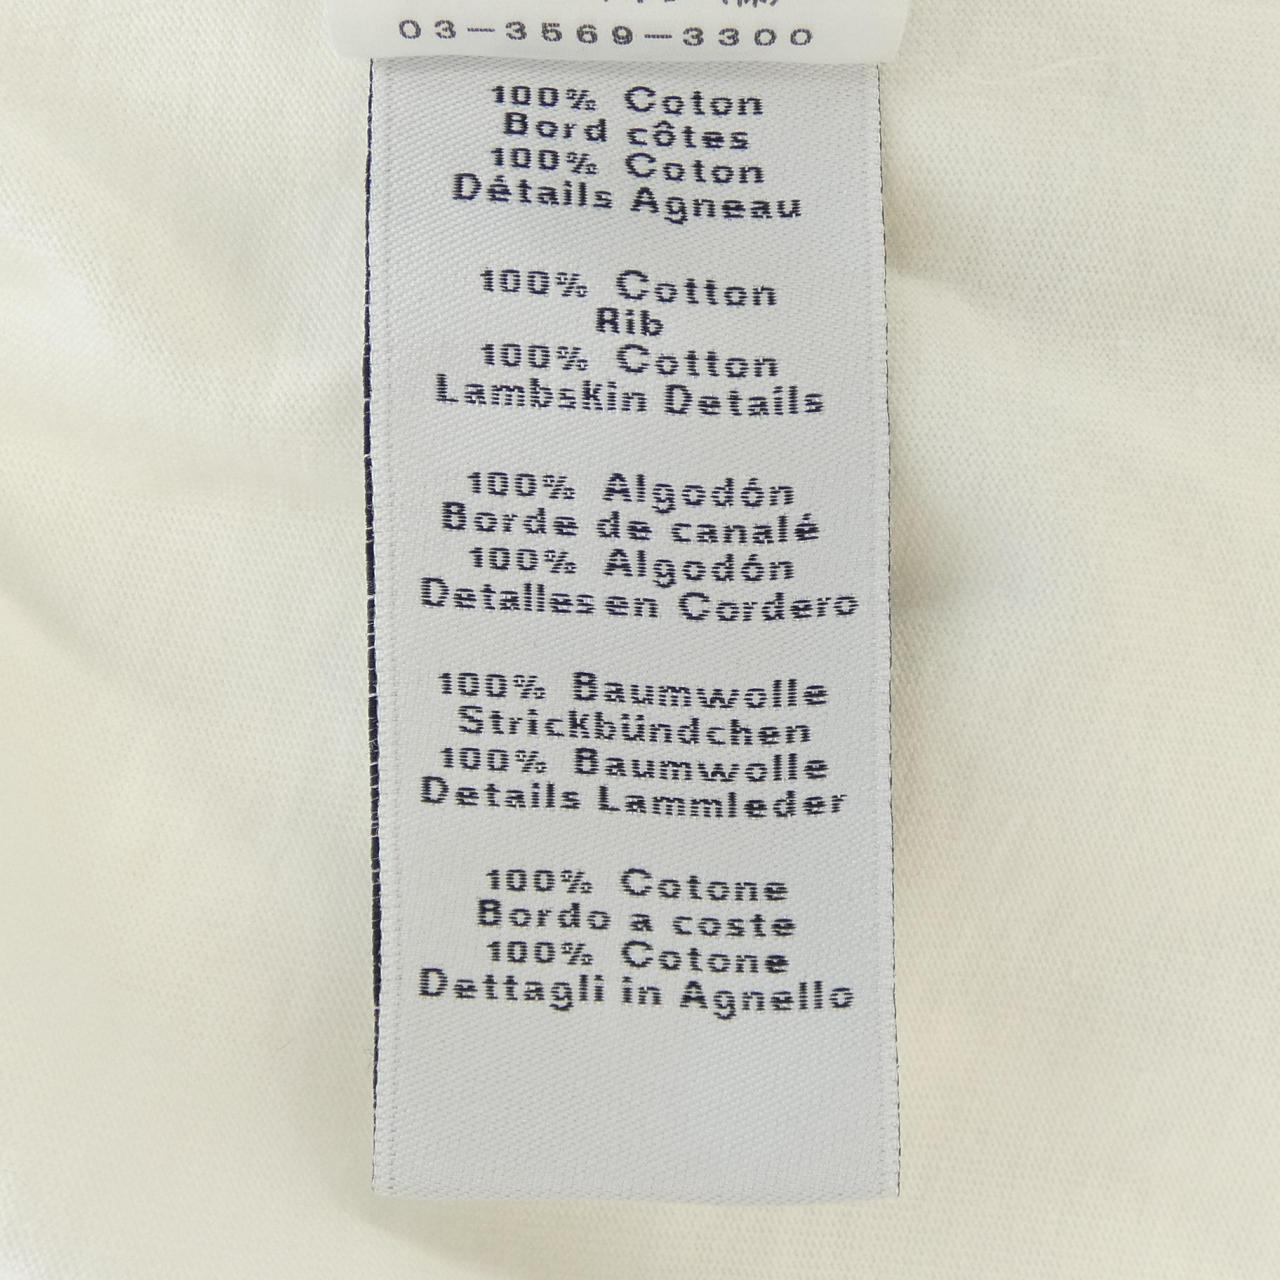 03-3569-3300
100% Coton
Bord côtes
100% Coton
Détails Agneau
100% Cotton
Rib
100% Cotton
Lambskin Details
100% Algodón
Borde de canalé
100% Algodón
Detalles en Cordero
100% Baumwolle
Strickbündchen
100% Baumwolle
Details Lammleder
100% Cotone
Bordo a coste
100% Cotone
Dettagli in Agnello